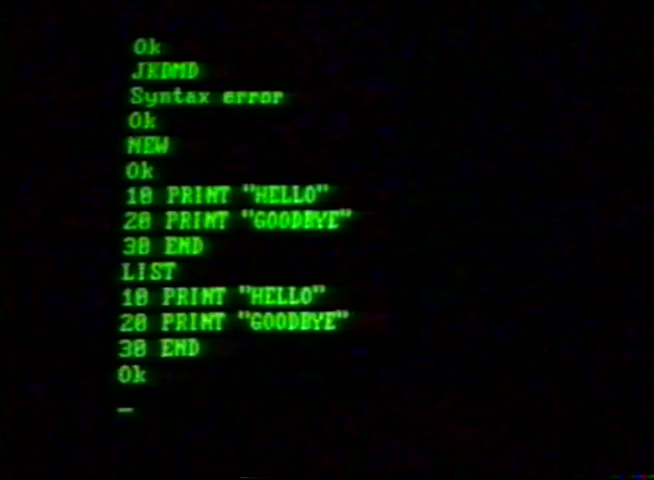 Ok
JKDMD
Syntax error
Ok
NEW
Ok
10 PRINT "HELLO"
20 PRINT "GOODBYE"
30 END
LIST
10 PRINT "HELLO"
20 PRINT "GOODBYE"
30 END
Ok
_